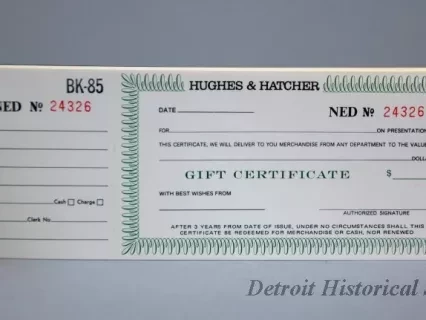 BK-85
NED No 24326
Cash Charge
Clerk No.
HUGHES & HATCHER
DATE NED No 24326
FOR ON PRESENTATION
THIS CERTIFICATE, WE WILL DELIVER TO YOU MERCHANDISE FROM ANY DEPARTMENT TO THE VALUE
DOLLA
GIFT CERTIFICATE $
WITH BEST WISHES FROM
AUTHORIZED SIGNATURE
AFTER 3 YEARS FROM DATE OF ISSUE, UNDER NO CIRCUMSTANCES SHALL THIS
CERTIFICATE BE REDEEMED FOR MERCHANDISE OR CASH, NOR RENEWED
Detroit Historical S